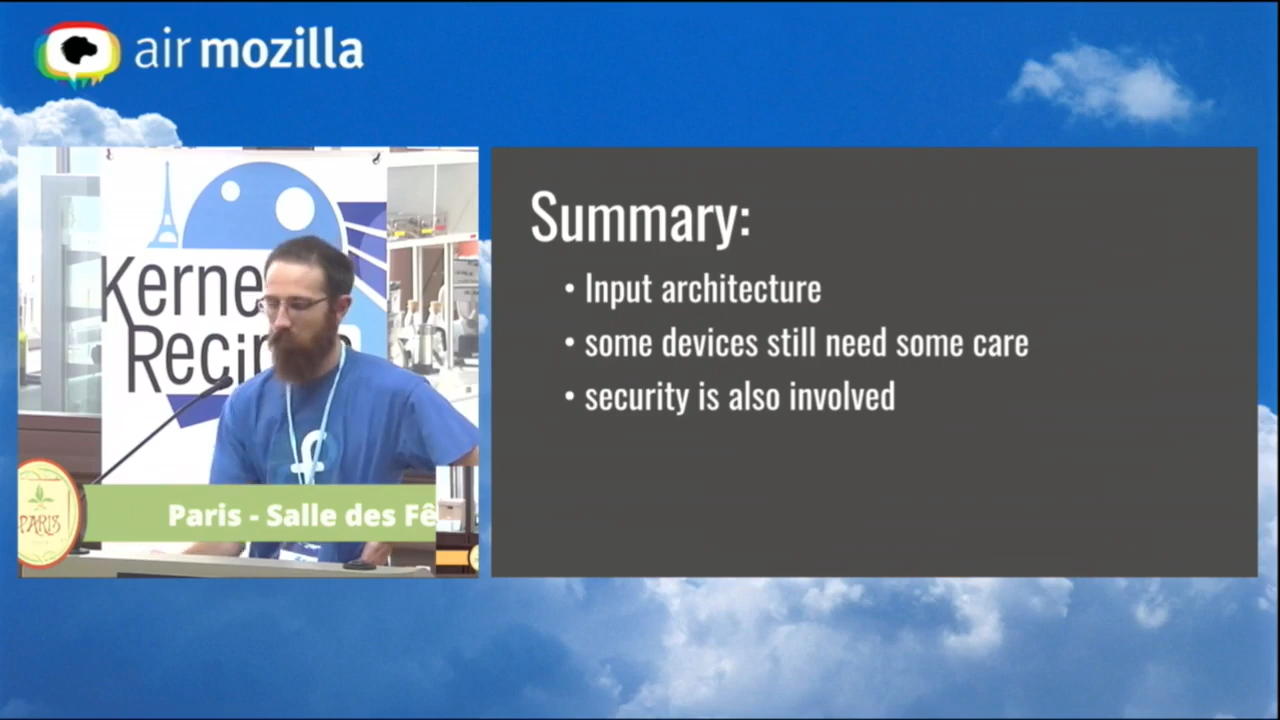 air mozilla
Kerne
Recip
PARIS
Paris - Salle des Fê
Summary:
• Input architecture
• some devices still need some care
• security is also involved